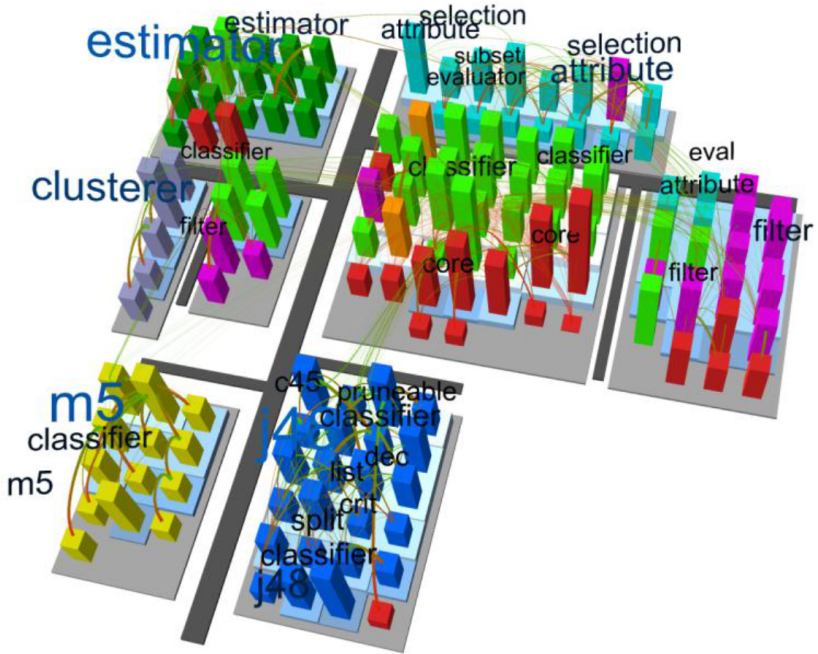 selection
estimator
attribute
estimator
selection
subset
attribute
evaluator
classifier
classifier
classifier
eval
attribute
clusterer
filter
filter
core
core
filter
c45
pruneable
m5
j48
classifier
classifier
dec
list
m5
crit
split
classifier
j48